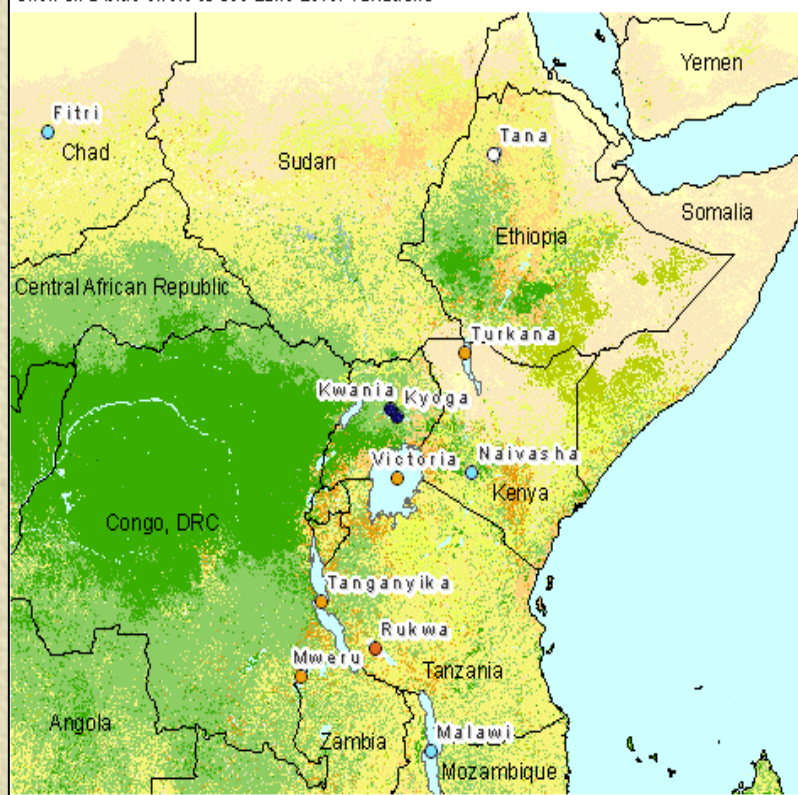 Yemen
Fitri
Chad
Tana
Sudan
Somalia
Ethiopia
Central African Republic
Turkana
Kwania
Kyoga
Victoria
Naivasha
Kenya
Congo, DRC
Tanganyika
Rukwa
Mweru
Tanzania
Angola
Zambia
Malawi
Mozambique